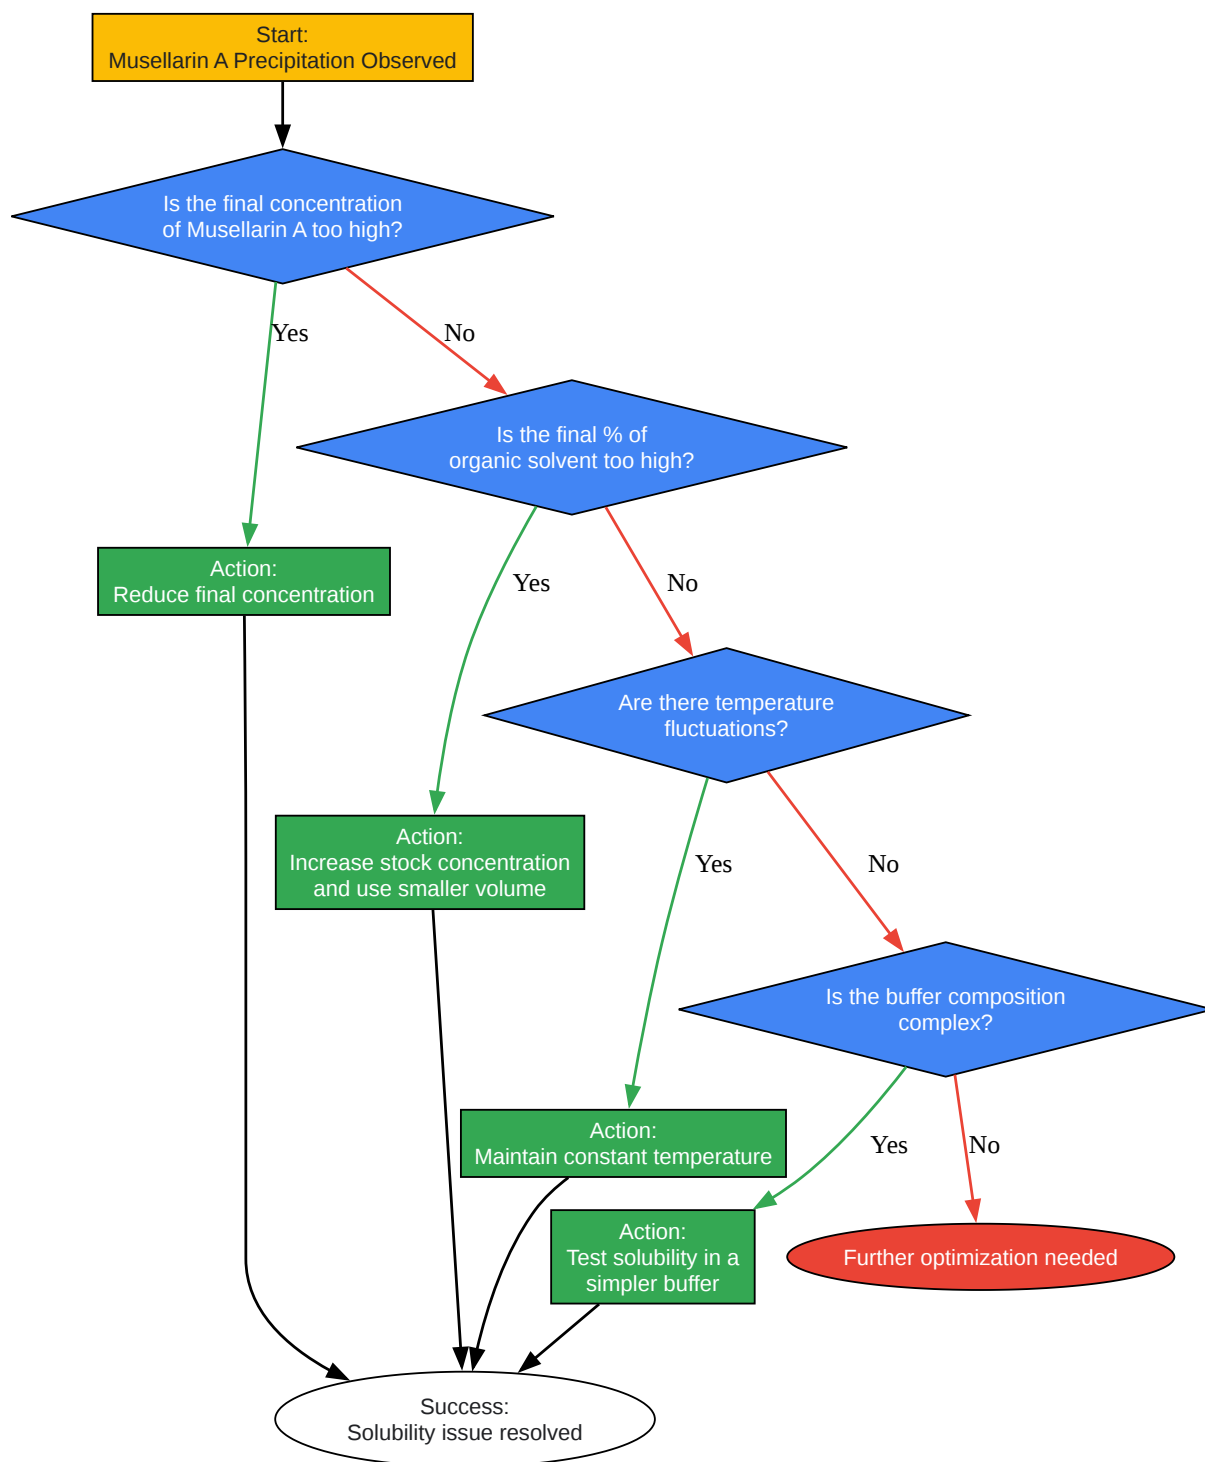 Start:
Musellarin A Precipitation Observed
Is the final concentration
of Musellarin A too high?
Yes
No
Is the final % of
organic solvent too high?
Action:
Reduce final concentration
Yes
No
Are there temperature
fluctuations?
Action:
Increase stock concentration
and use smaller volume
Yes
No
Is the buffer composition
complex?
Action:
Maintain constant temperature
Yes
No
Action:
Test solubility in a
simpler buffer
Further optimization needed
Success:
Solubility issue resolved